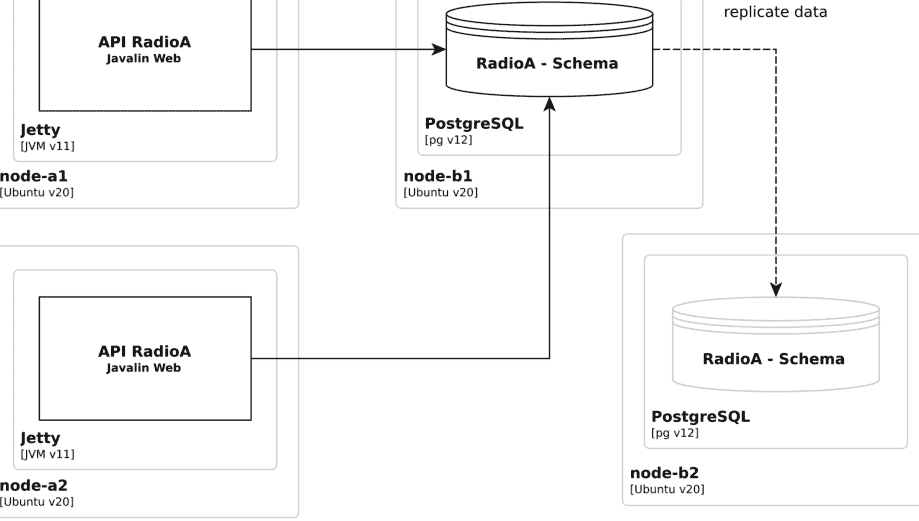 replicate data
API RadioA
Javalin Web
Jetty
[JVM v11]
node-a1
[Ubuntu v20]
RadioA - Schema
PostgreSQL
[pg v12]
node-b1
[Ubuntu v20]
API RadioA
Javalin Web
Jetty
[JVM v11]
node-a2
[Ubuntu v20]
RadioA - Schema
PostgreSQL
[pg v12]
node-b2
[Ubuntu v20]